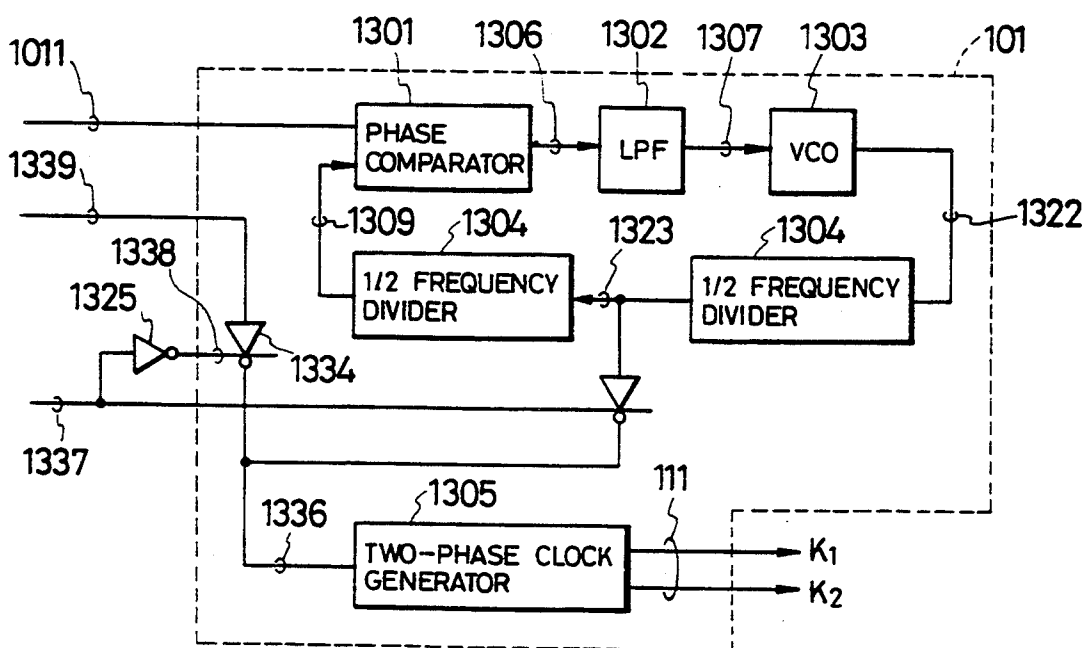 1301
1306
1302
1307
1303
101
1011
PHASE
COMPARATOR
LPF
VCO
1339
1309
1304
1323
1304
1322
1338
1/2 FREQUENCY
DIVIDER
1/2 FREQUENCY
DIVIDER
1325
1334
1337
1305
111
1336
TWO-PHASE CLOCK
GENERATOR
K1
K2